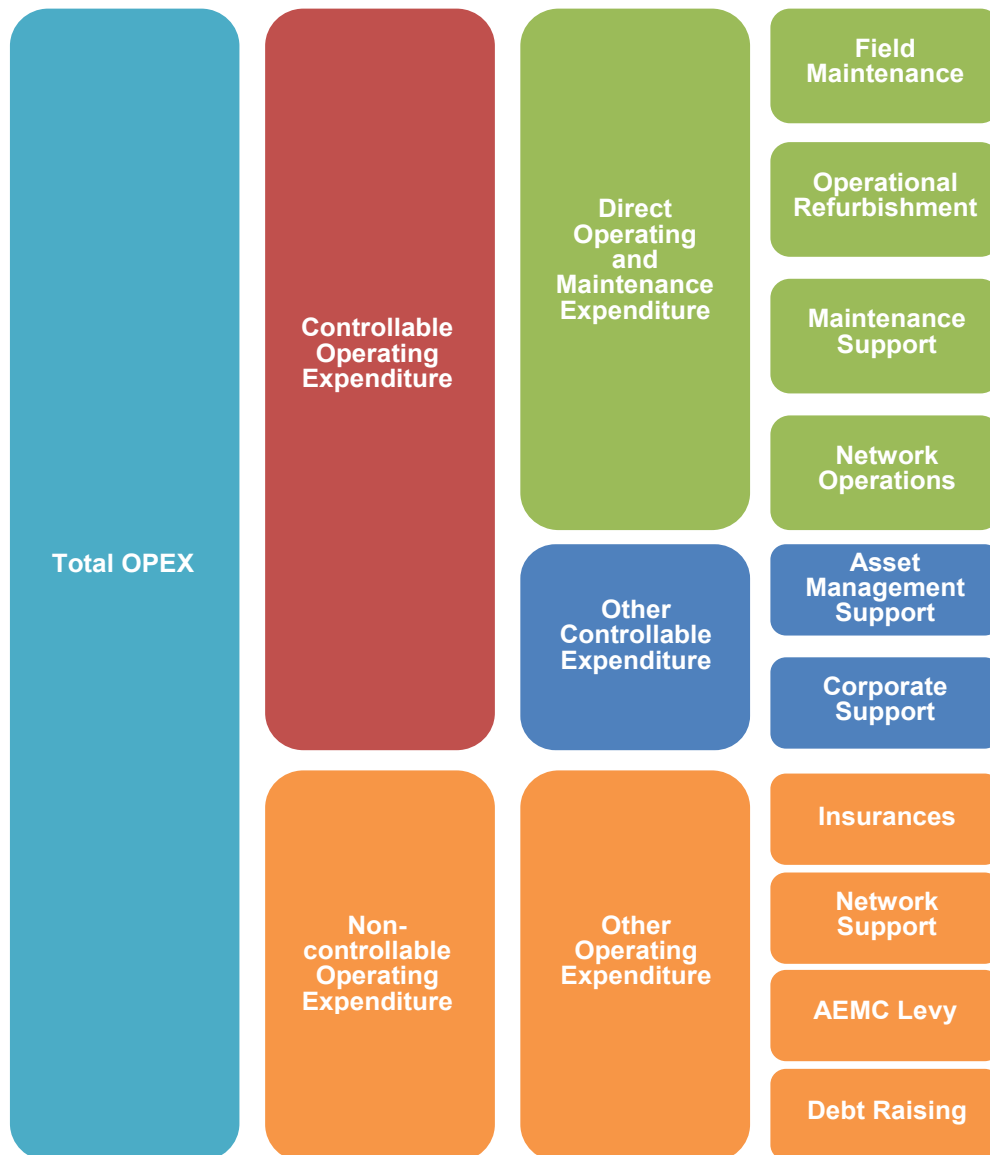 Total OPEX
Controllable
Operating
Expenditure
Non-
controllable
Operating
Expenditure
Direct
Operating
and
Maintenance
Expenditure
Other
Controllable
Expenditure
Other
Operating
Expenditure
Field
Maintenance
Operational
Refurbishment
Maintenance
Support
Network
Operations
Asset
Management
Support
Corporate
Support
Insurances
Network
Support
AEMC Levy
Debt Raising